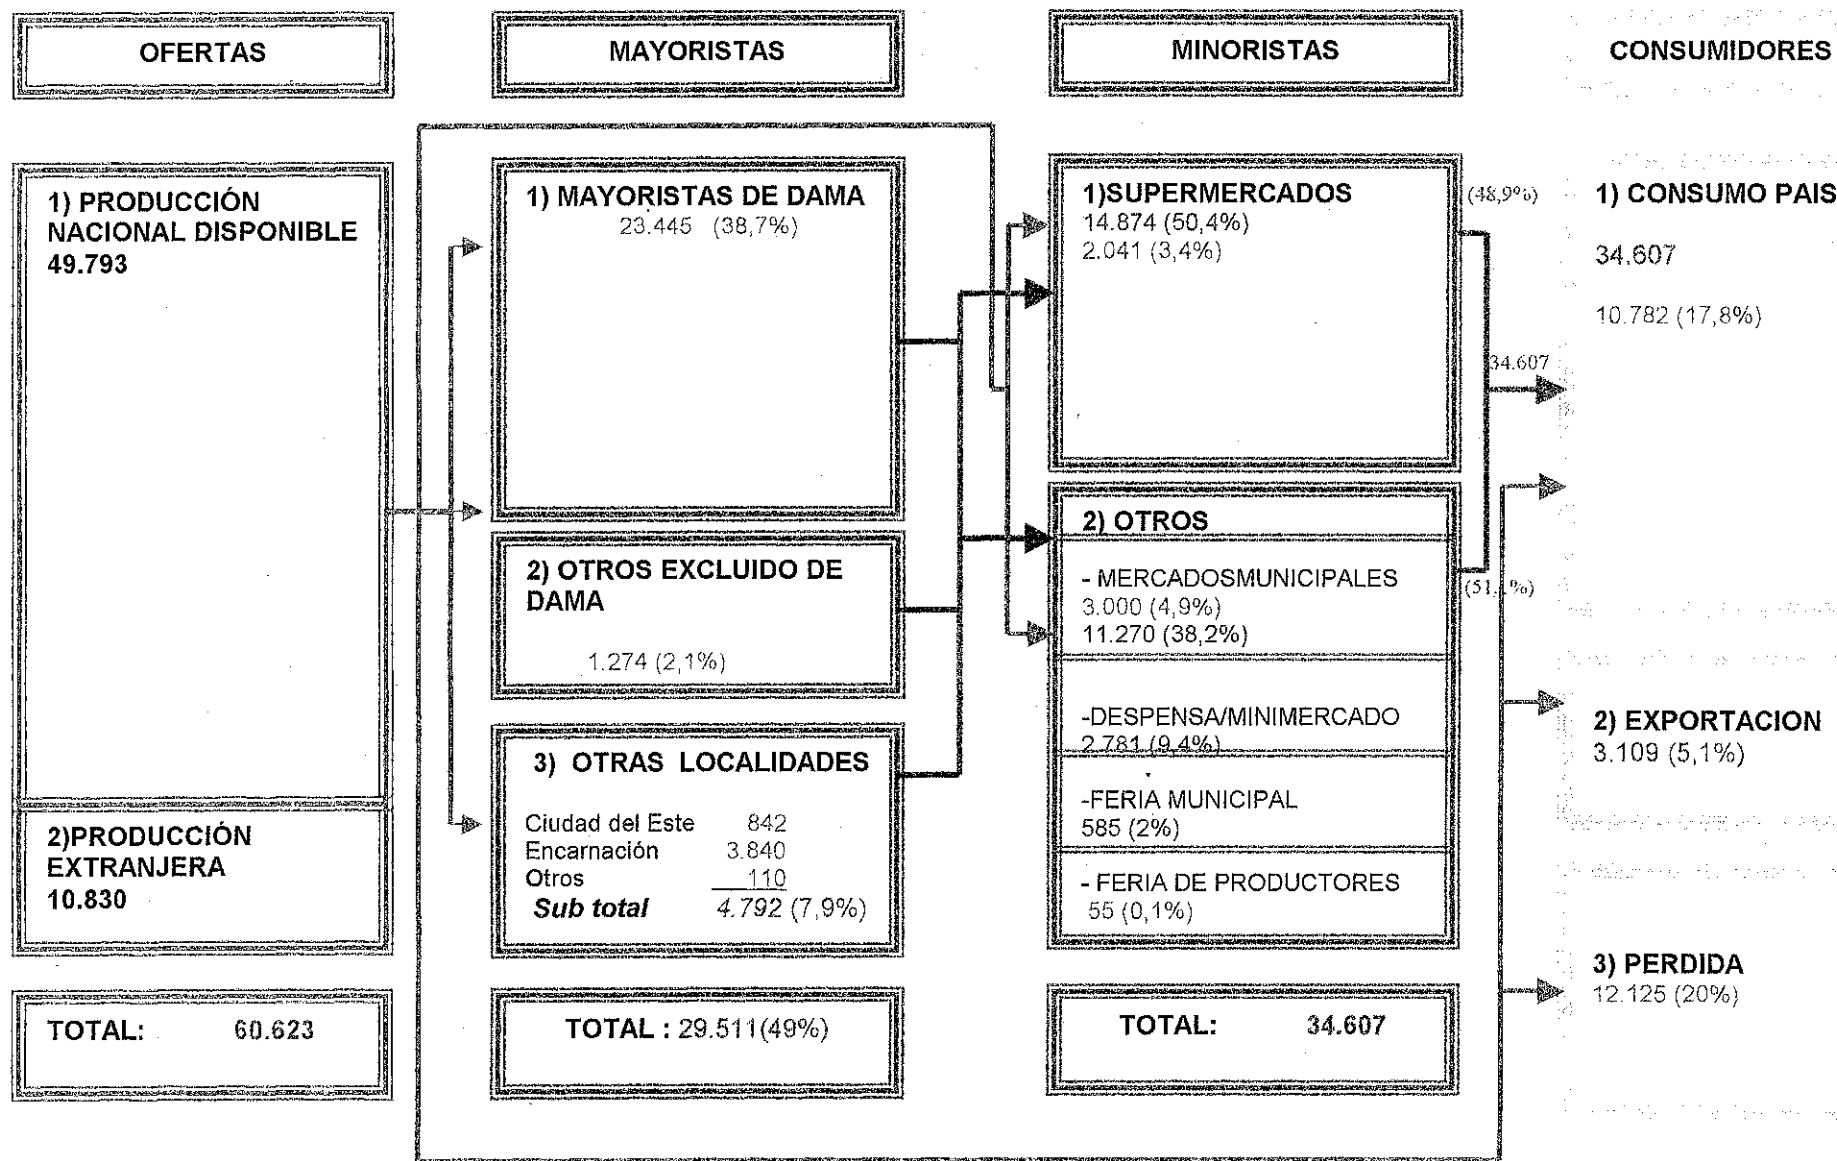 OFERTAS
MAYORISTAS
MINORISTAS
CONSUMIDORES
1) PRODUCCIÓN
NACIONAL DISPONIBLE
49.793
2)PRODUCCIÓN
EXTRANJERA
10.830
TOTAL: 60.623
1) MAYORISTAS DE DAMA
23.445 (38,7%)
2) OTROS EXCLUIDO DE
DAMA
1.274 (2,1%)
3) OTRAS LOCALIDADES
Ciudad del Este 842
Encarnación 3.840
Otros 110
Sub total 4.792 (7,9%)
TOTAL : 29.511(49%)
1)SUPERMERCADOS
14.874 (50,4%)
2.041 (3,4%)
2) OTROS
- MERCADOSMUNICIPALES
3.000 (4,9%)
11.270 (38,2%)
-DESPENSA/MINIMERCADO
2.781 (9,4%)
-FERIA MUNICIPAL
585 (2%)
- FERIA DE PRODUCTORES
55 (0,1%)
TOTAL: 34.607
(48,9%)
34.607
(51,1%)
1) CONSUMO PAIS
34.607
10.782 (17,8%)
2) EXPORTACION
3.109 (5,1%)
3) PERDIDA
12.125 (20%)